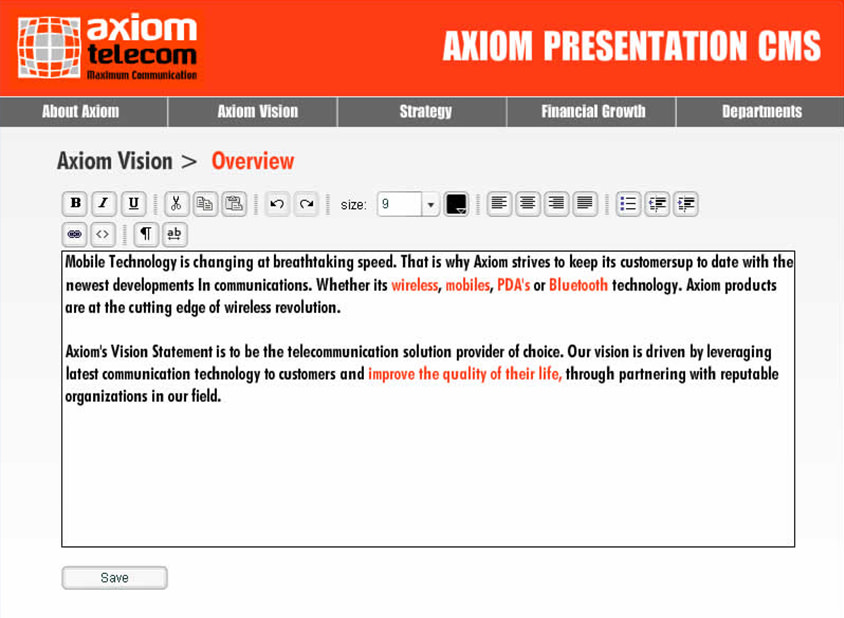 axiom
telecom
Maximum Communication
AXIOM PRESENTATION CMS
About Axiom
Axiom Vision
Strategy
Financial Growth
Departments
Axiom Vision > Overview
B I U size: 9
<> ¶ ab
Mobile Technology is changing at breathtaking speed. That is why Axiom strives to keep its customersup to date with the
newest developments In communications. Whether its wireless, mobiles, PDA's or Bluetooth technology. Axiom products
are at the cutting edge of wireless revolution.
Axiom's Vision Statement is to be the telecommunication solution provider of choice. Our vision is driven by leveraging
latest communication technology to customers and improve the quality of their life, through partnering with reputable
organizations in our field.
Save